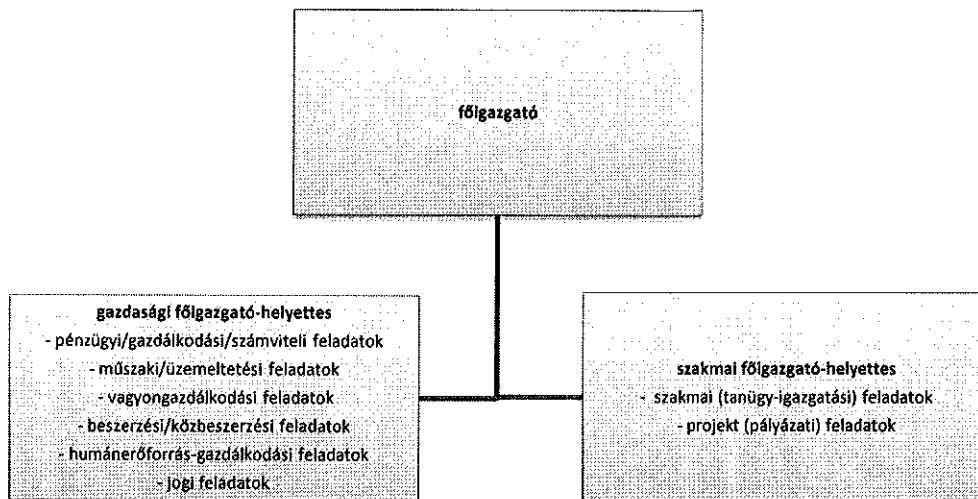 főigazgató
gazdasági főigazgató-helyettes
- pénzügyi/gazdálkodási/számviteli feladatok
- műszaki/üzemeltetési feladatok
- vagyongazdálkodási feladatok
- beszerzési/közbeszerzési feladatok
- humánerőforrás-gazdálkodási feladatok
- jogi feladatok
szakmai főigazgató-helyettes
- szakmai (tanügy-igazgatási) feladatok
- projekt (pályázati) feladatok